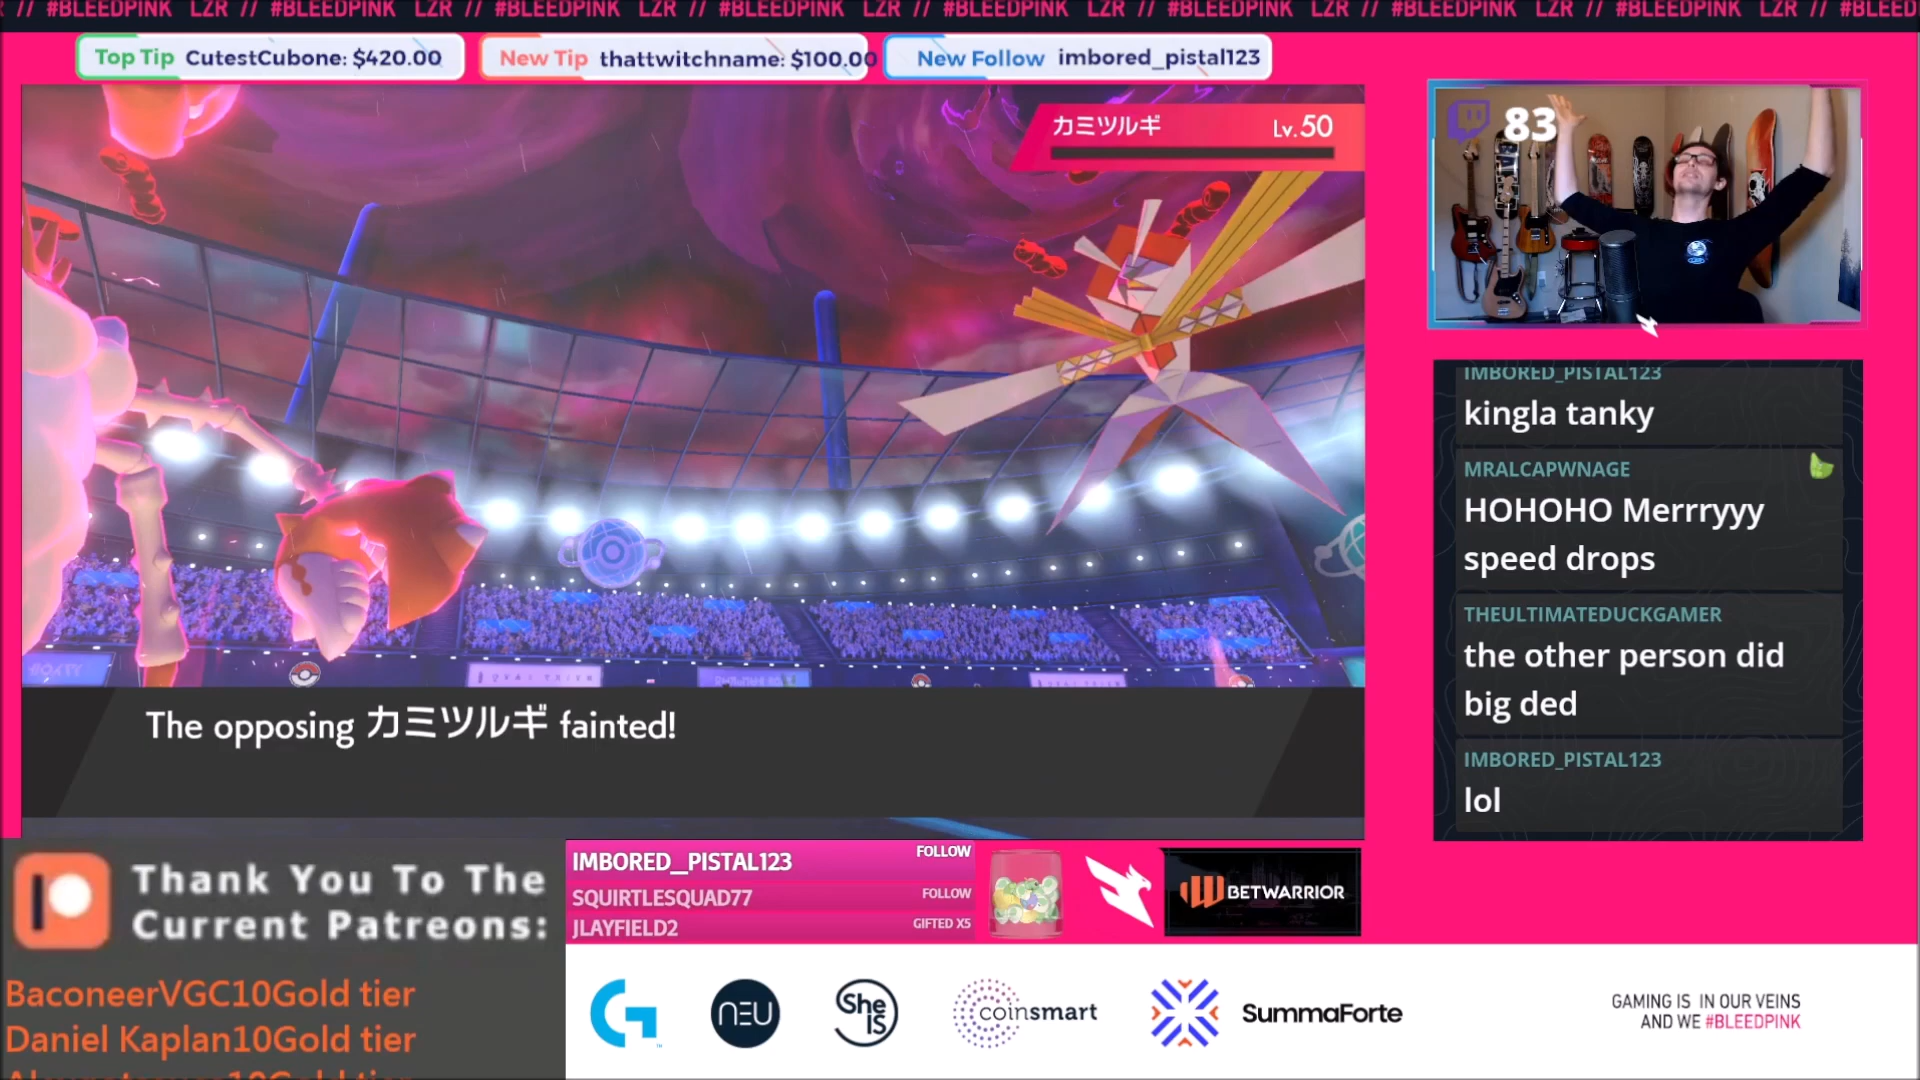 // #BLEEDPINK LZR // #BLEEDPINK LZR // #BLEEDPINK LZR // #BLEEDPINK LZR // #BLEEDPINK LZR // #BLEEDPINK LZR // #BLEEDPINK LZR // #BLEEDPINK LZR // #BLEED
Top Tip CutestCubone: $420.00
New Tip thattwitchname: $100.00
New Follow imbored_pistal123
カミツルギ Lv.50
83
IMBORED_PISTAL123
kingla tanky
MRALCAPWNAGE
HOHOHO Merrryyy
speed drops
THEULTIMATEDUCKGAMER
the other person did
big ded
IMBORED_PISTAL123
lol
The opposing カミツルギ fainted!
Thank You To The
Current Patreons:
BaconeerVGC10Gold tier
Daniel Kaplan10Gold tier
IMBORED_PISTAL123 FOLLOW
SQUIRTLESQUAD77 FOLLOW
JLAYFIELD2 GIFTED X5
BETWARRIOR
G
NEU
She
IS
coinsmart
SummaForte
GAMING IS IN OUR VEINS
AND WE #BLEEDPINK